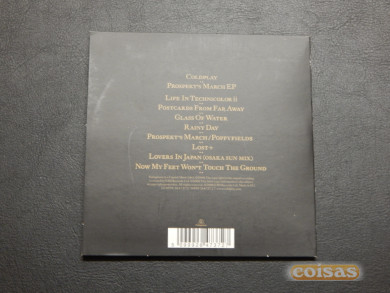 Coldplay
Prospekt's March EP
Life In Technicolor ii
Postcards From Far Away
Glass Of Water
Rainy Day
Prospekt's March/Poppyfields
Lost+
Lovers In Japan (Osaka Sun Mix)
Now My Feet Won't Touch The Ground
coisas